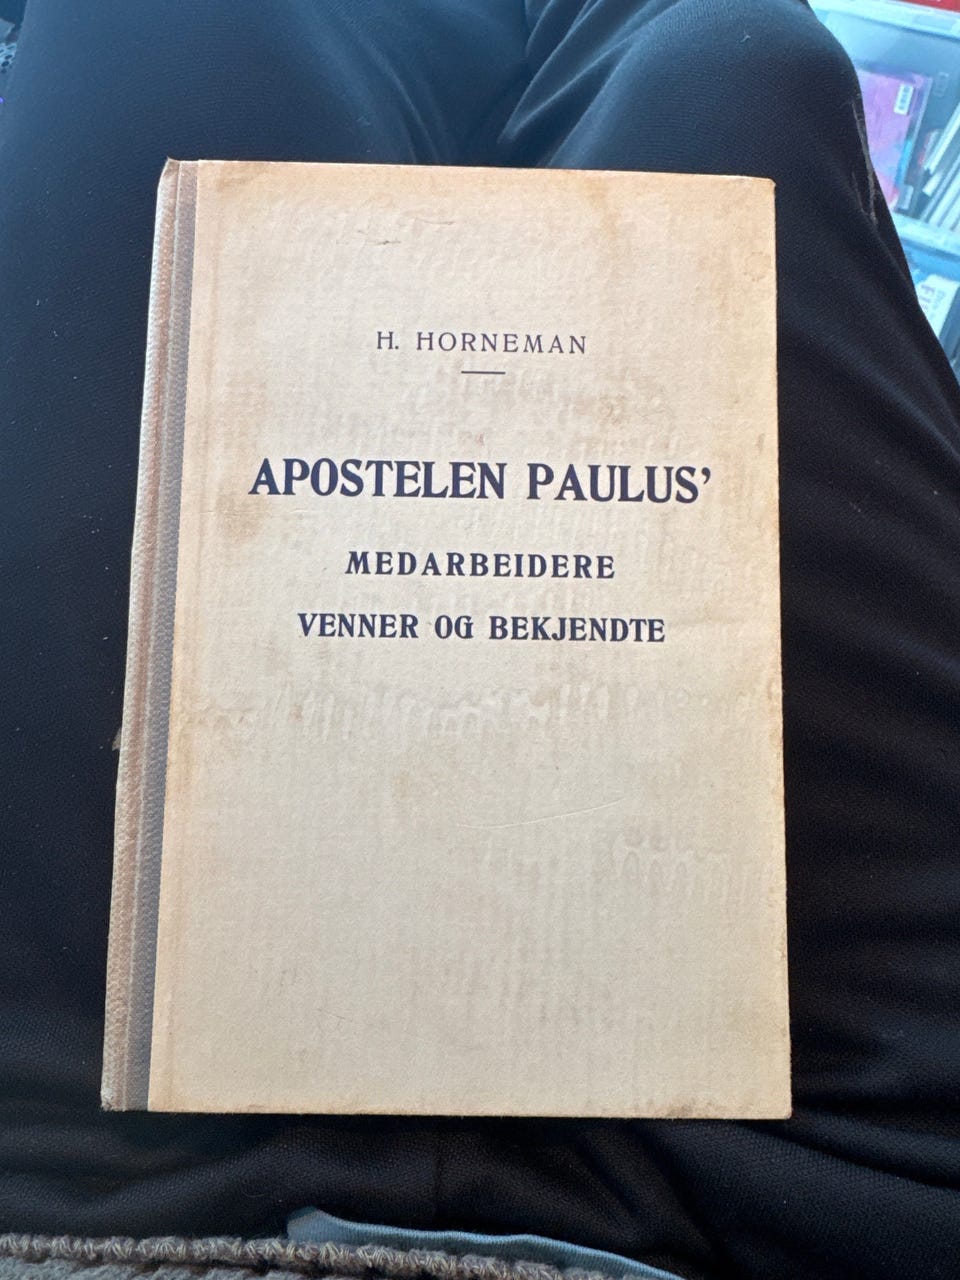 H. HORNEMAN
APOSTELEN PAULUS’
MEDARBEIDERE
VENNER OG BEKJENDTE